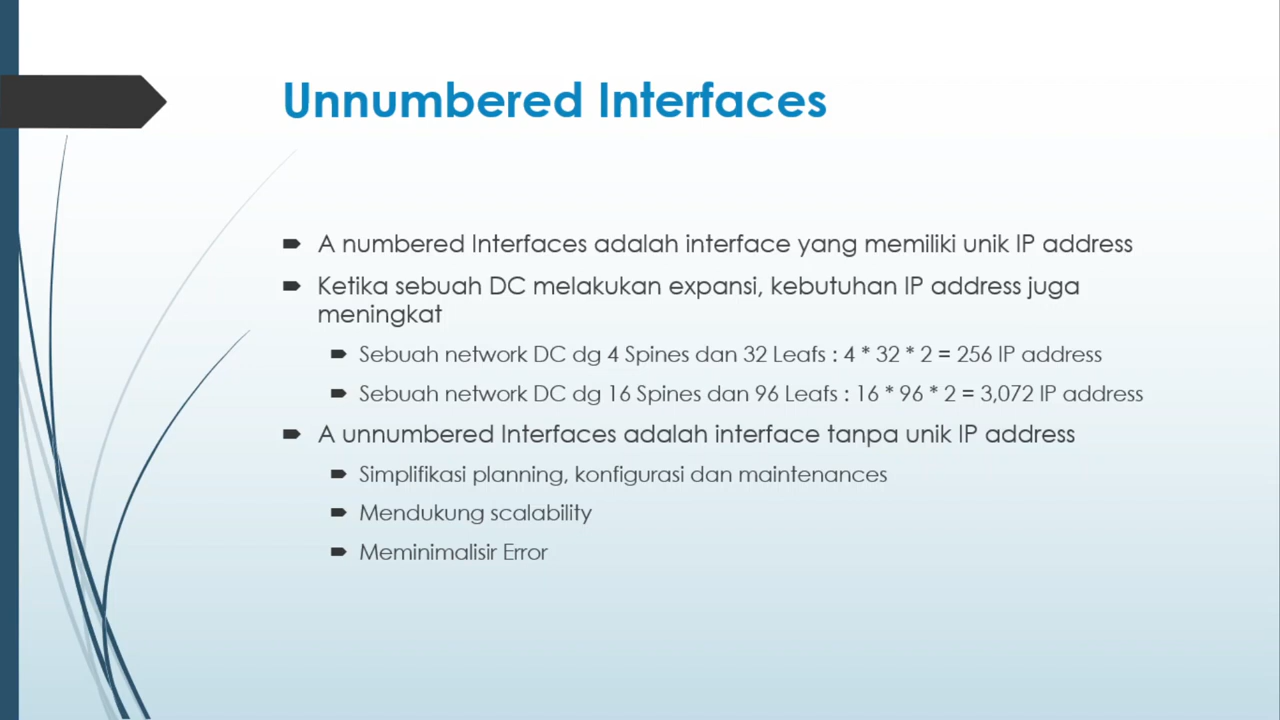 Unnumbered Interfaces
A numbered Interfaces adalah interface yang memiliki unik IP address
Ketika sebuah DC melakukan expansi, kebutuhan IP address juga
meningkat
Sebuah network DC dg 4 Spines dan 32 Leafs : 4 * 32 * 2 = 256 IP address
Sebuah network DC dg 16 Spines dan 96 Leafs : 16 * 96 * 2 = 3,072 IP address
A unnumbered Interfaces adalah interface tanpa unik IP address
Simplifikasi planning, konfigurasi dan maintenances
Mendukung scalability
Meminimalisir Error